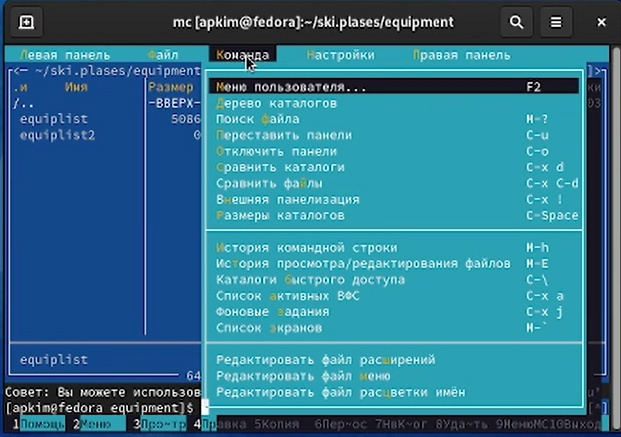 mc [apkim@fedora]:~/ski.plases/equipment
Левая панель Файл Команда Настройки Правая панель
<— ~/ski.plases/equipment
.и Имя Размер
/.. -ВВЕРХ-
equiplist 5086
equiplist2 0
Меню пользователя... F2
Дерево каталогов
Поиск файла M-?
Переставить панели C-u
Отключить панели C-o
Сравнить каталоги C-x d
Сравнить файлы C-x C-d
Внешняя панелизация C-x !
Размеры каталогов C-Space
История командной строки M-h
История просмотра/редактирования файлов M-E
Каталоги быстрого доступа C-\
Список активных ВФС C-x a
Фоновые задания C-x j
Список экранов M-`
Редактировать файл расширений
Редактировать файл меню
Редактировать файл расцветки имён
equiplist
64
Совет: Вы можете использов
[apkim@fedora equipment]$
1Помощь 2Меню 3Про~тр 4Правка 5Копия 6Пер~ос 7НвК~ог 8Уда~ть 9МенюMC 10Выход